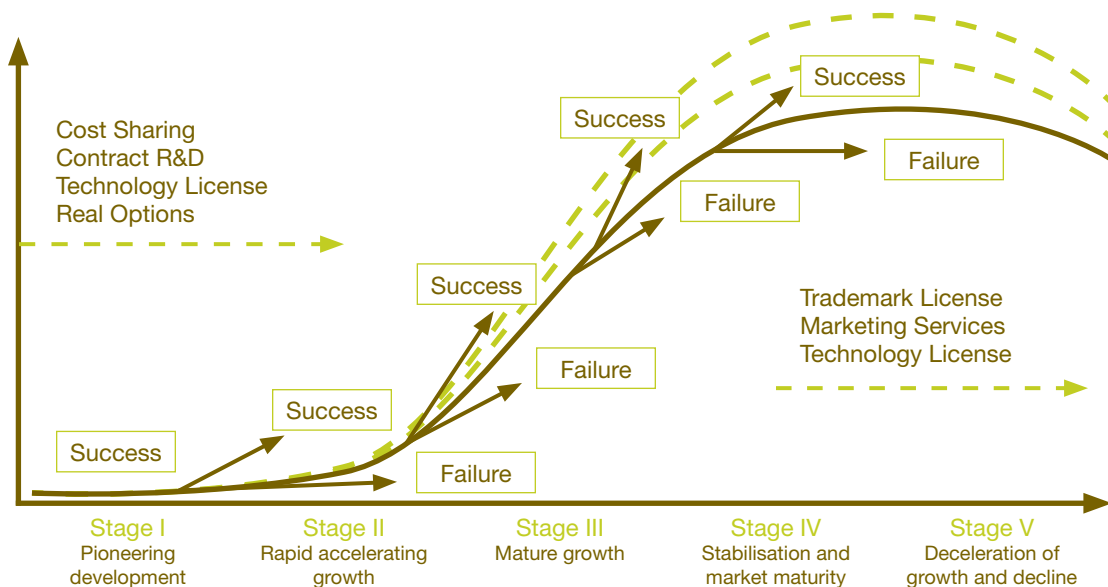 Cost Sharing
Contract R&D
Technology License
Real Options
Success
Success
Failure
Success
Failure
Success
Failure
Success
Failure
Trademark License
Marketing Services
Technology License
Stage I
Pioneering
development
Stage II
Rapid accelerating
growth
Stage III
Mature growth
Stage IV
Stabilisation and
market maturity
Stage V
Deceleration of
growth and decline